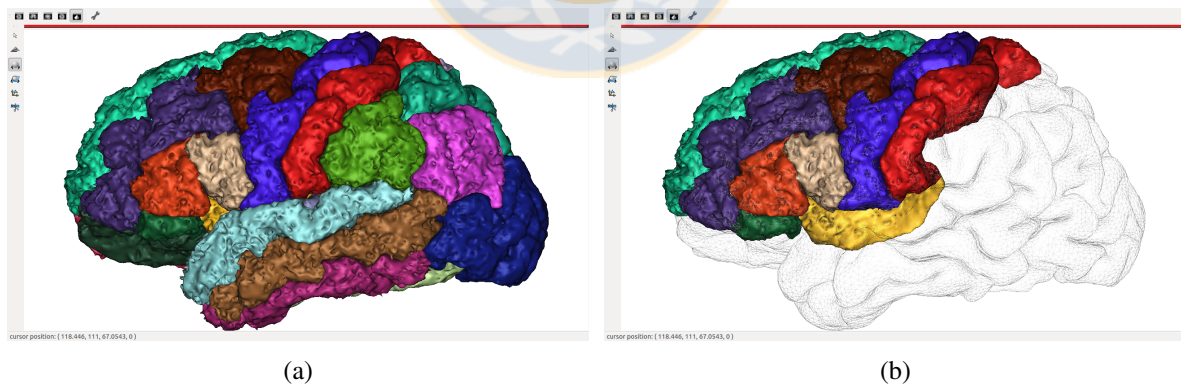 cursor position: ( 118.446, 111, 67.0543, 0 )
cursor position: ( 118.446, 111, 67.0543, 0 )
(a)
(b)